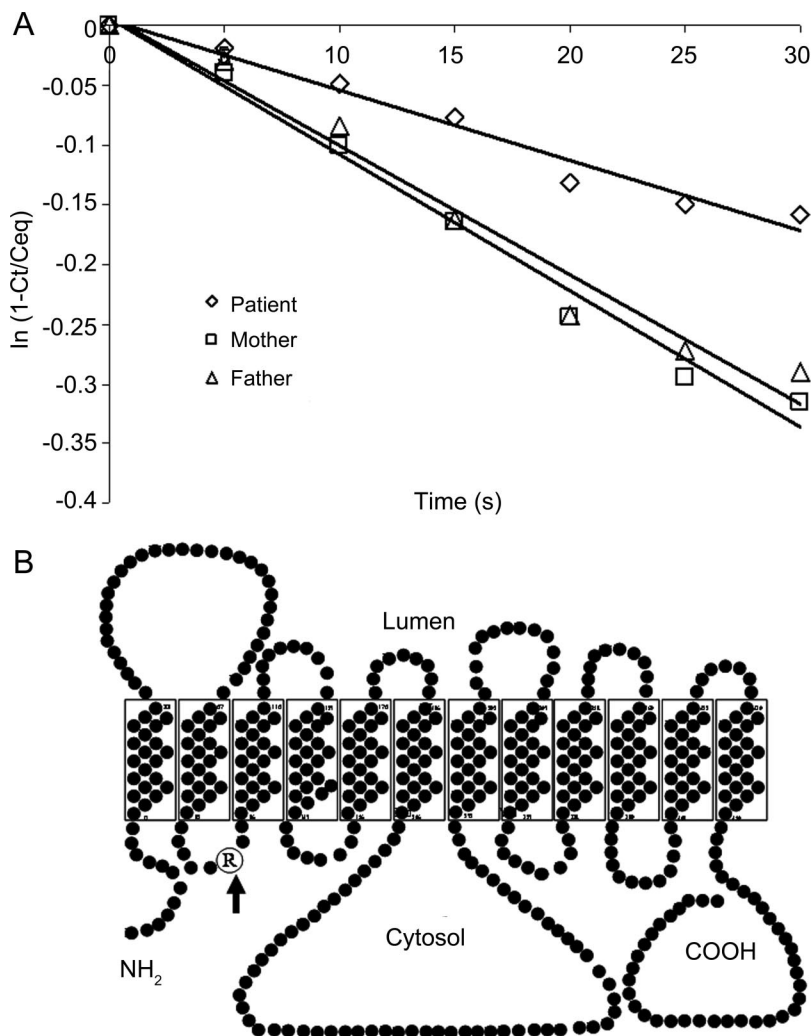 A
0
0
5
10
15
20
25
30
-0.05
-0.1
-0.15
-0.2
-0.25
-0.3
-0.35
-0.4
ln (1-Ct/Ceq)
Patient
Mother
Father
Time (s)
B
Lumen
R
NH2
Cytosol
COOH